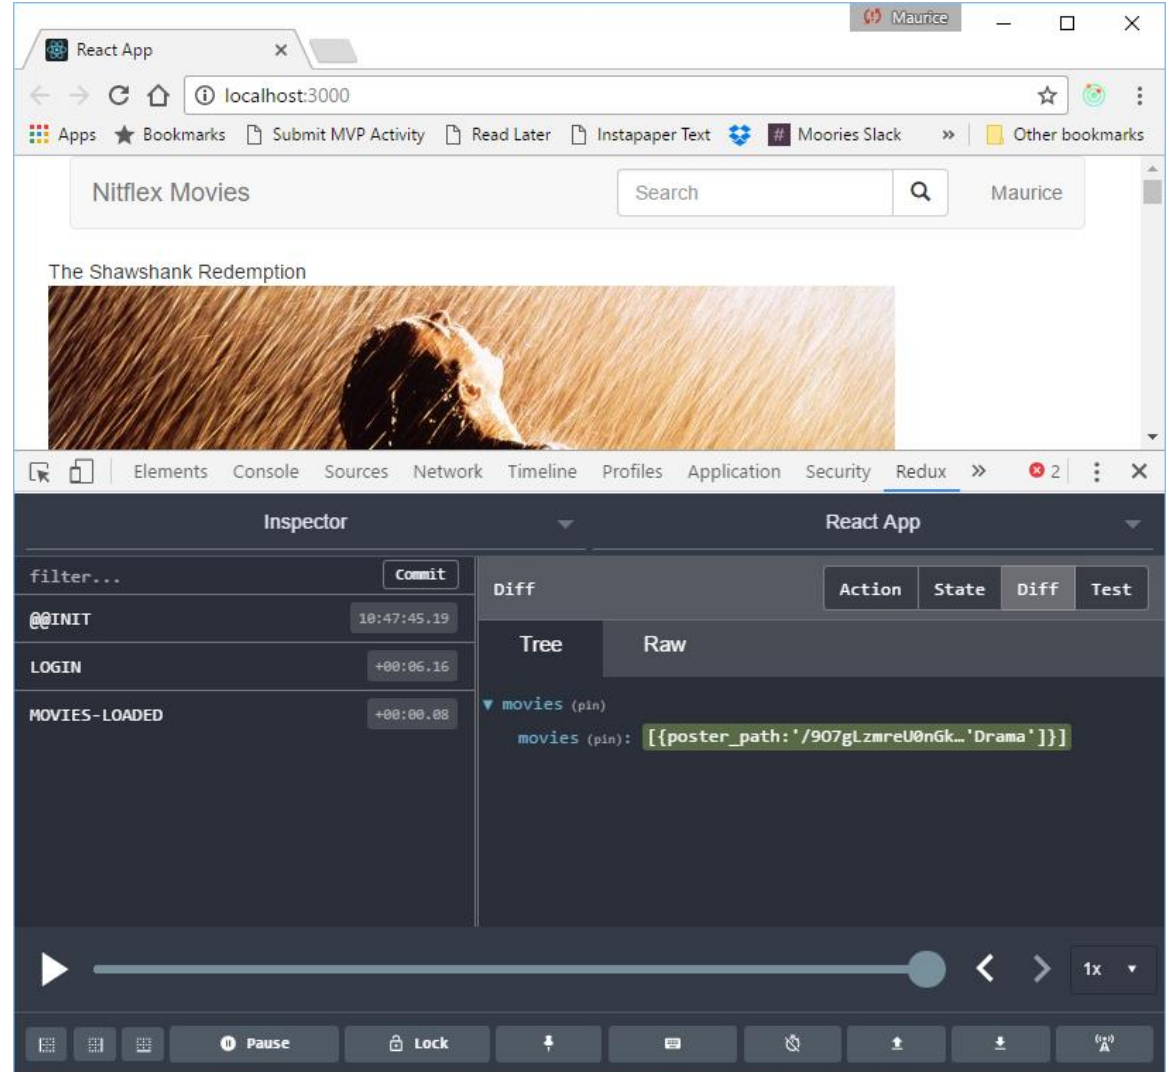 Maurice
React App
localhost:3000
Apps Bookmarks Submit MVP Activity Read Later Instapaper Text # Moories Slack » Other bookmarks
Nitflex Movies Search Maurice
The Shawshank Redemption
Elements Console Sources Network Timeline Profiles Application Security Redux » 2
Inspector React App
filter... Commit
Diff Action State Diff Test
@@INIT 10:47:45.19
Tree Raw
LOGIN +00:06.16
MOVIES-LOADED +00:00.08
movies (pin)
movies (pin): [{poster_path:'/9O7gLzmreU0nGk…'Drama']}]
1x
Pause Lock